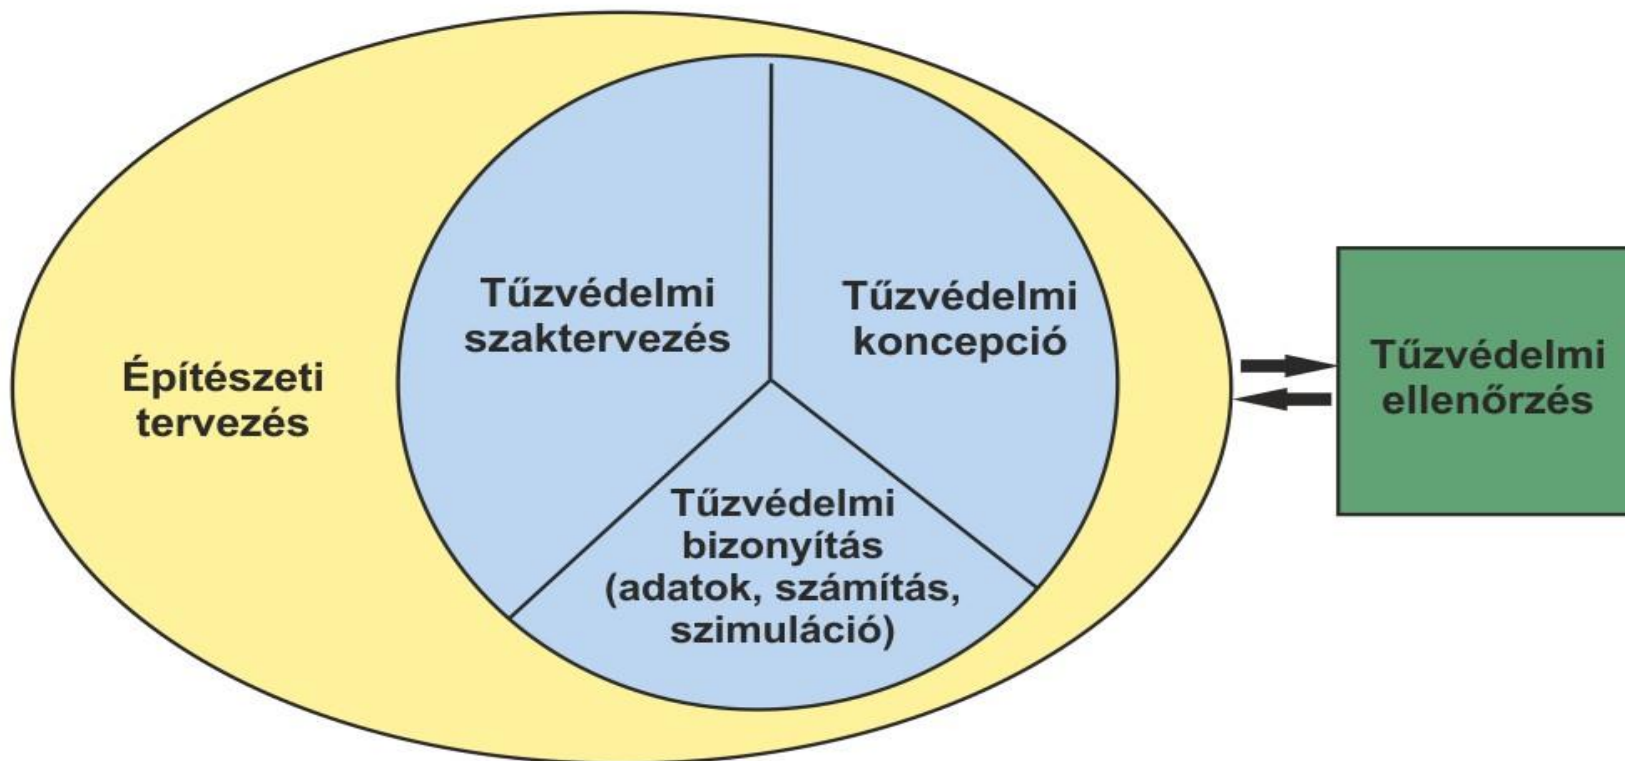 Építészeti
tervezés
Tűzvédelmi
szaktervezés
Tűzvédelmi
koncepció
Tűzvédelmi
bizonyítás
(adatok, számítás,
szimuláció)
Tűzvédelmi
ellenőrzés